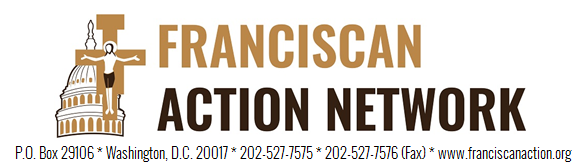 FRANCISCAN
ACTION NETWORK
P.O. Box 29106 * Washington, D.C. 20017 * 202-527-7575 * 202-527-7576 (Fax) * www.franciscanaction.org